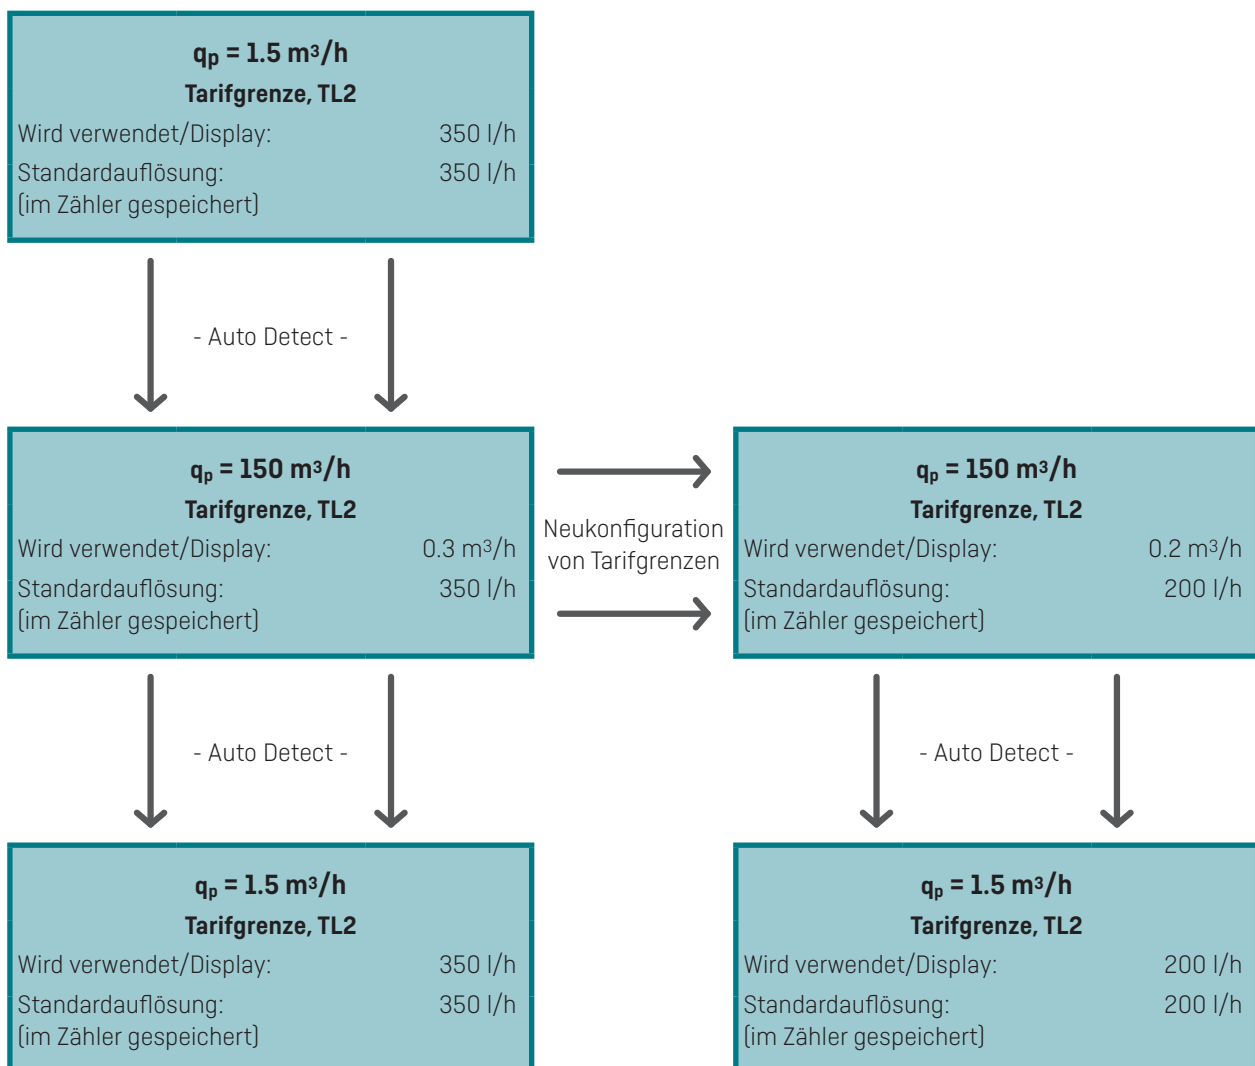 qp = 1.5 m³/h
Tarifgrenze, TL2
Wird verwendet/Display: 350 l/h
Standardauflösung: 350 l/h
(im Zähler gespeichert)
- Auto Detect -
qp = 150 m³/h
Tarifgrenze, TL2
Wird verwendet/Display: 0.3 m³/h
Standardauflösung: 350 l/h
(im Zähler gespeichert)
Neukonfiguration
von Tarifgrenzen
qp = 150 m³/h
Tarifgrenze, TL2
Wird verwendet/Display: 0.2 m³/h
Standardauflösung: 200 l/h
(im Zähler gespeichert)
- Auto Detect -
- Auto Detect -
qp = 1.5 m³/h
Tarifgrenze, TL2
Wird verwendet/Display: 350 l/h
Standardauflösung: 350 l/h
(im Zähler gespeichert)
qp = 1.5 m³/h
Tarifgrenze, TL2
Wird verwendet/Display: 200 l/h
Standardauflösung: 200 l/h
(im Zähler gespeichert)